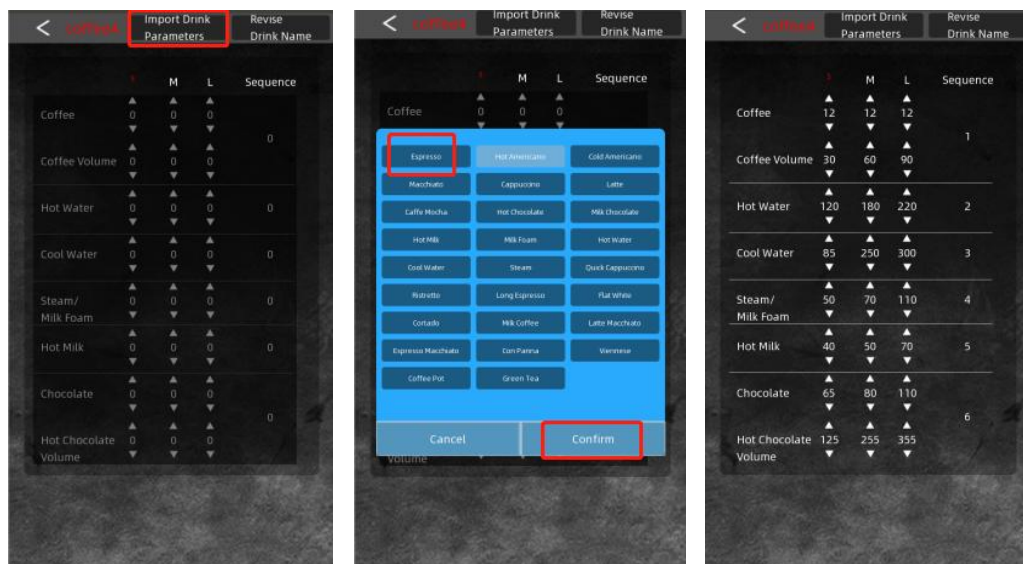 < coffee4 Import Drink Parameters Revise Drink Name
M L Sequence
Coffee 0 0 0
0
Coffee Volume 0 0 0
Hot Water 0 0 0 0
Cool Water 0 0 0 0
Steam/ 0 0 0 0
Milk Foam
Hot Milk 0 0 0 0
Chocolate 0 0 0
0
Hot Chocolate 0 0 0
Volume
< coffee4 Import Drink Parameters Revise Drink Name
M L Sequence
Coffee 0 0 0
Espresso Hot Americano Cold Americano
Macchiato Cappuccino Latte
Caffe Mocha Hot Chocolate Milk Chocolate
Hot Milk Milk Foam Hot Water
Cool Water Steam Quick Cappuccino
Ristretto Long Espresso Flat White
Cortado Milk Coffee Latte Macchiato
Espresso Macchiato Con Panna Viennese
Coffee Pot Green Tea
Cancel Confirm
Volume
< coffee4 Import Drink Parameters Revise Drink Name
M L Sequence
Coffee 12 12 12
1
Coffee Volume 30 60 90
Hot Water 120 180 220 2
Cool Water 85 250 300 3
Steam/ 50 70 110 4
Milk Foam
Hot Milk 40 50 70 5
Chocolate 65 80 110
6
Hot Chocolate 125 255 355
Volume